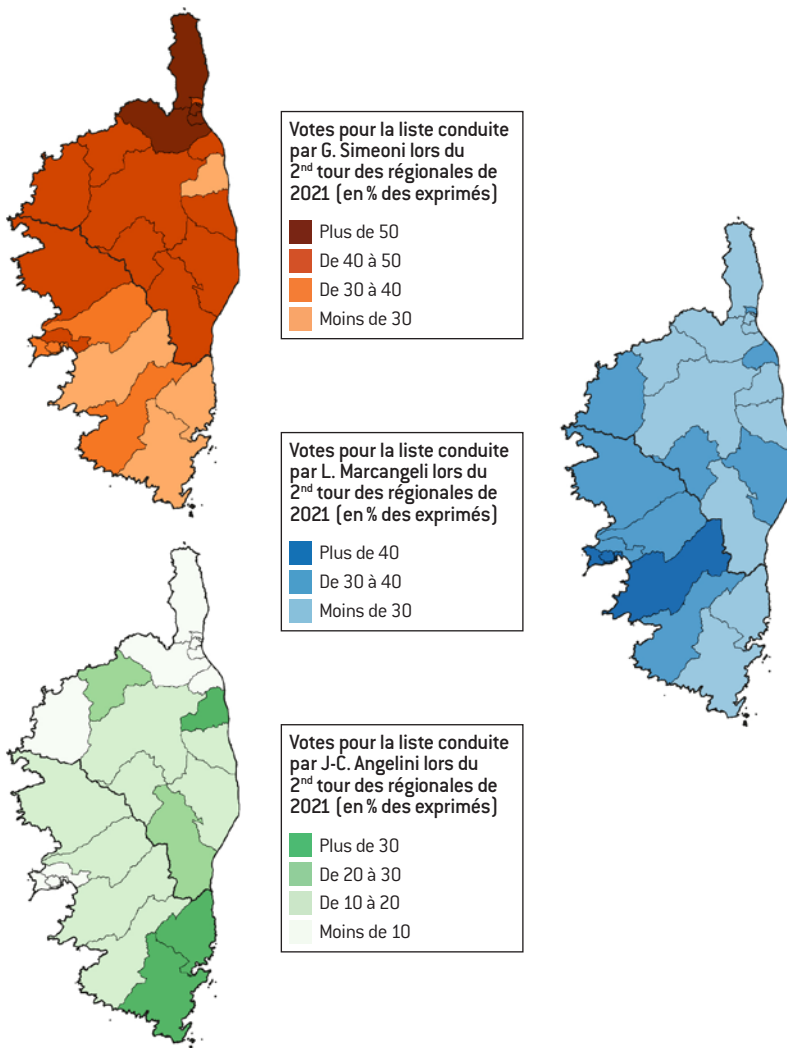 Votes pour la liste conduite
par G. Simeoni lors du
2nd tour des régionales de
2021 (en % des exprimés)
Plus de 50
De 40 à 50
De 30 à 40
Moins de 30
Votes pour la liste conduite
par L. Marcangeli lors du
2nd tour des régionales de
2021 (en % des exprimés)
Plus de 40
De 30 à 40
Moins de 30
Votes pour la liste conduite
par J-C. Angelini lors du
2nd tour des régionales de
2021 (en % des exprimés)
Plus de 30
De 20 à 30
De 10 à 20
Moins de 10